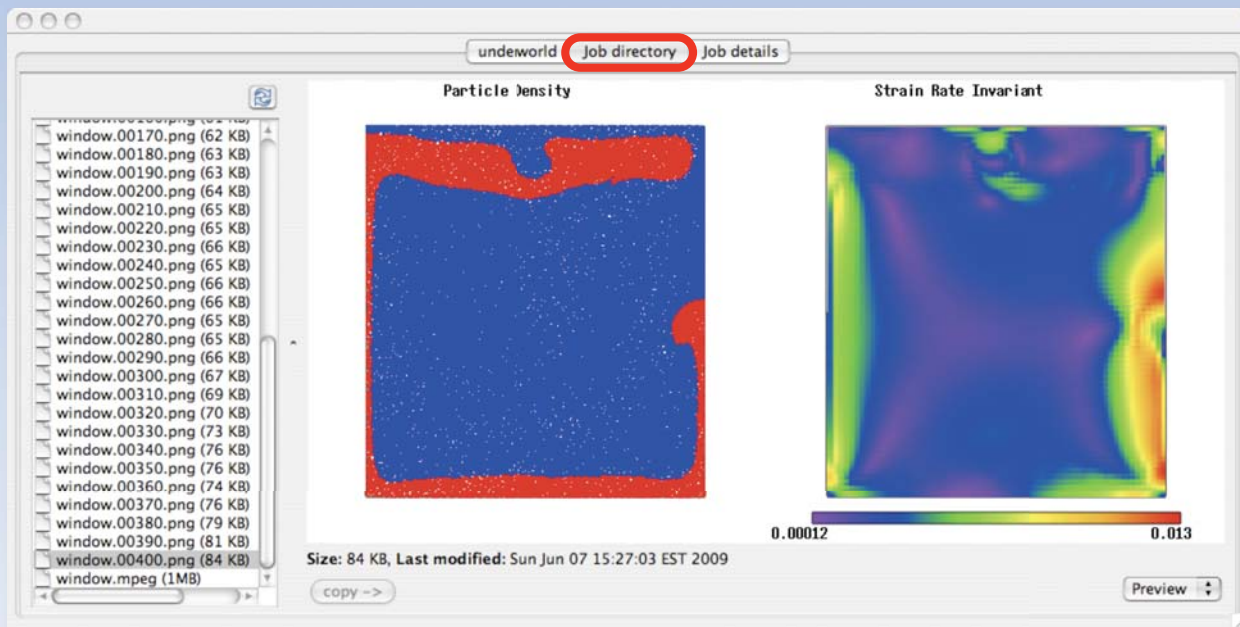 undeworld Job directory Job details
window.00170.png (62 KB)
window.00180.png (63 KB)
window.00190.png (63 KB)
window.00200.png (64 KB)
window.00210.png (65 KB)
window.00220.png (65 KB)
window.00230.png (66 KB)
window.00240.png (65 KB)
window.00250.png (66 KB)
window.00260.png (66 KB)
window.00270.png (65 KB)
window.00280.png (65 KB)
window.00290.png (66 KB)
window.00300.png (67 KB)
window.00310.png (69 KB)
window.00320.png (70 KB)
window.00330.png (73 KB)
window.00340.png (76 KB)
window.00350.png (76 KB)
window.00360.png (74 KB)
window.00370.png (76 KB)
window.00380.png (79 KB)
window.00390.png (81 KB)
window.00400.png (84 KB)
window.mpeg (1MB)
Particle Density
Strain Rate Invariant
0.00012 0.013
Size: 84 KB, Last modified: Sun Jun 07 15:27:03 EST 2009
copy ->
Preview